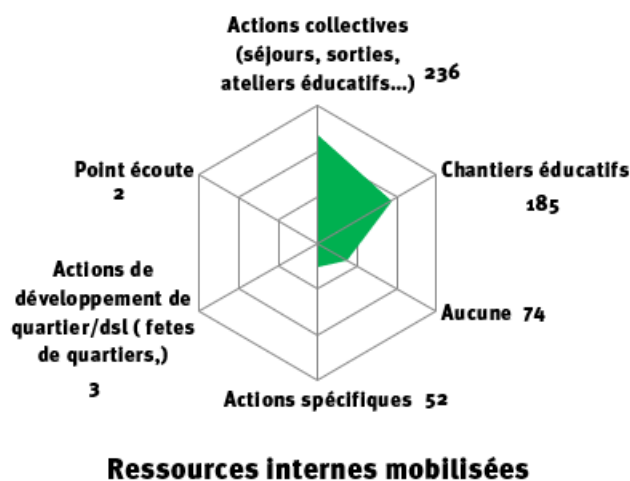 Actions collectives
(séjours, sorties,
ateliers éducatifs...) 236
Point écoute
2
Chantiers éducatifs
185
Actions de
développement de
quartier/dsl ( fetes
de quartiers,)
3
Aucune 74
Actions spécifiques 52
Ressources internes mobilisées